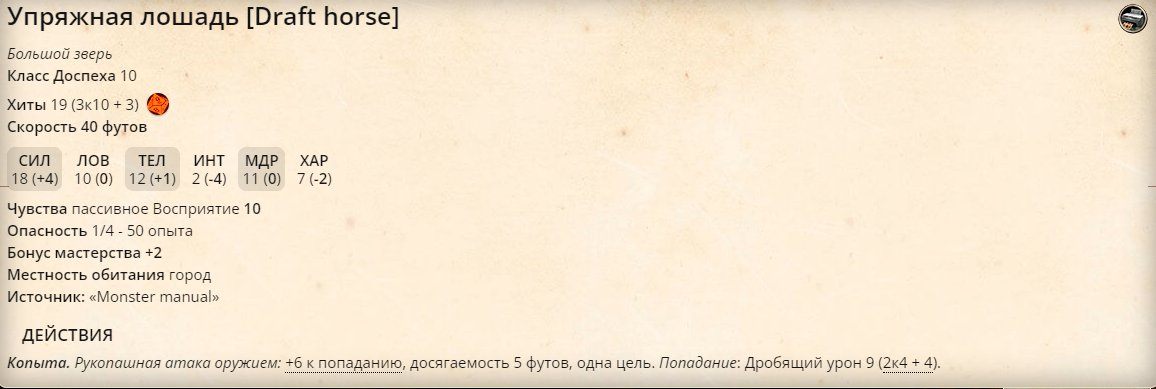 Упряжная лошадь [Draft horse]
Большой зверь
Класс Доспеха 10
Хиты 19 (3к10 + 3)
Скорость 40 футов
СИЛ ЛОВ ТЕЛ ИНТ МДР ХАР
18 (+4) 10 (0) 12 (+1) 2 (-4) 11 (0) 7 (-2)
Чувства пассивное Восприятие 10
Опасность 1/4 - 50 опыта
Бонус мастерства +2
Местность обитания город
Источник: «Monster manual»
ДЕЙСТВИЯ
Копыта. Рукопашная атака оружием: +6 к попаданию, досягаемость 5 футов, одна цель. Попадание: Дробящий урон 9 (2к4 + 4).